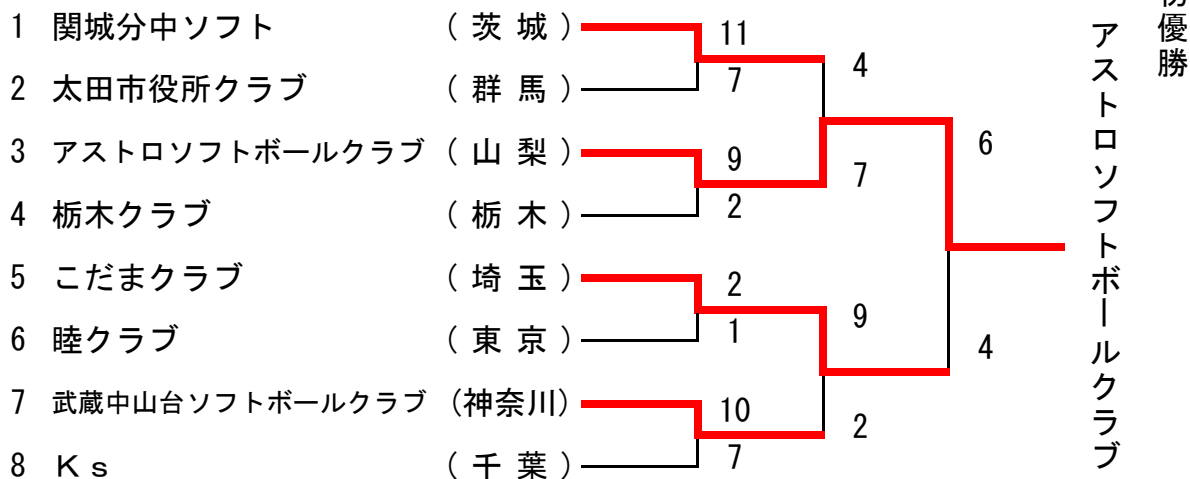 1 関城分中ソフト （茨 城） 11
4
2 太田市役所クラブ （群 馬） 7
3 アストロソフトボールクラブ （山 梨） 9
6
7
4 栃木クラブ （栃 木） 2
5 こだまクラブ （埼 玉） 2
9
6 睦クラブ （東 京） 1
4
7 武蔵中山台ソフトボールクラブ （神奈川） 10
2
8 Ｋｓ （千 葉） 7
優勝
アストロソフトボールクラブ